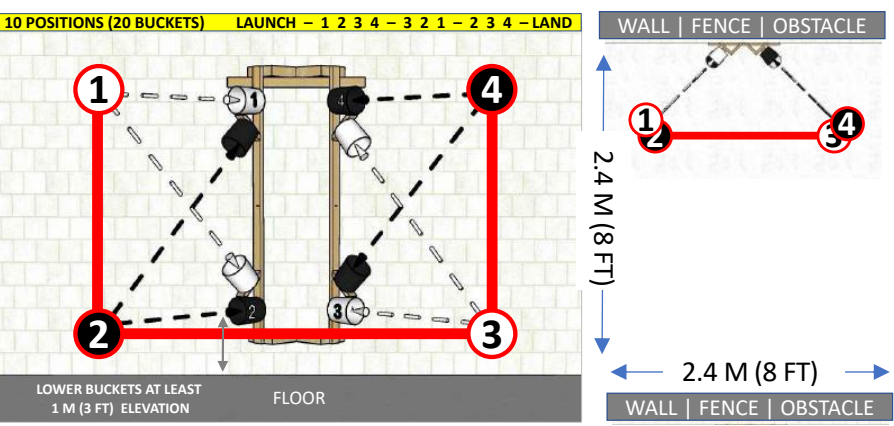 10 POSITIONS (20 BUCKETS) LAUNCH – 1 2 3 4 – 3 2 1 – 2 3 4 – LAND
1
1
4
4
2
2
3
3
LOWER BUCKETS AT LEAST
1 M (3 FT) ELEVATION
FLOOR
WALL | FENCE | OBSTACLE
1
2
3
4
2.4 M (8 FT)
2.4 M (8 FT)
WALL | FENCE | OBSTACLE